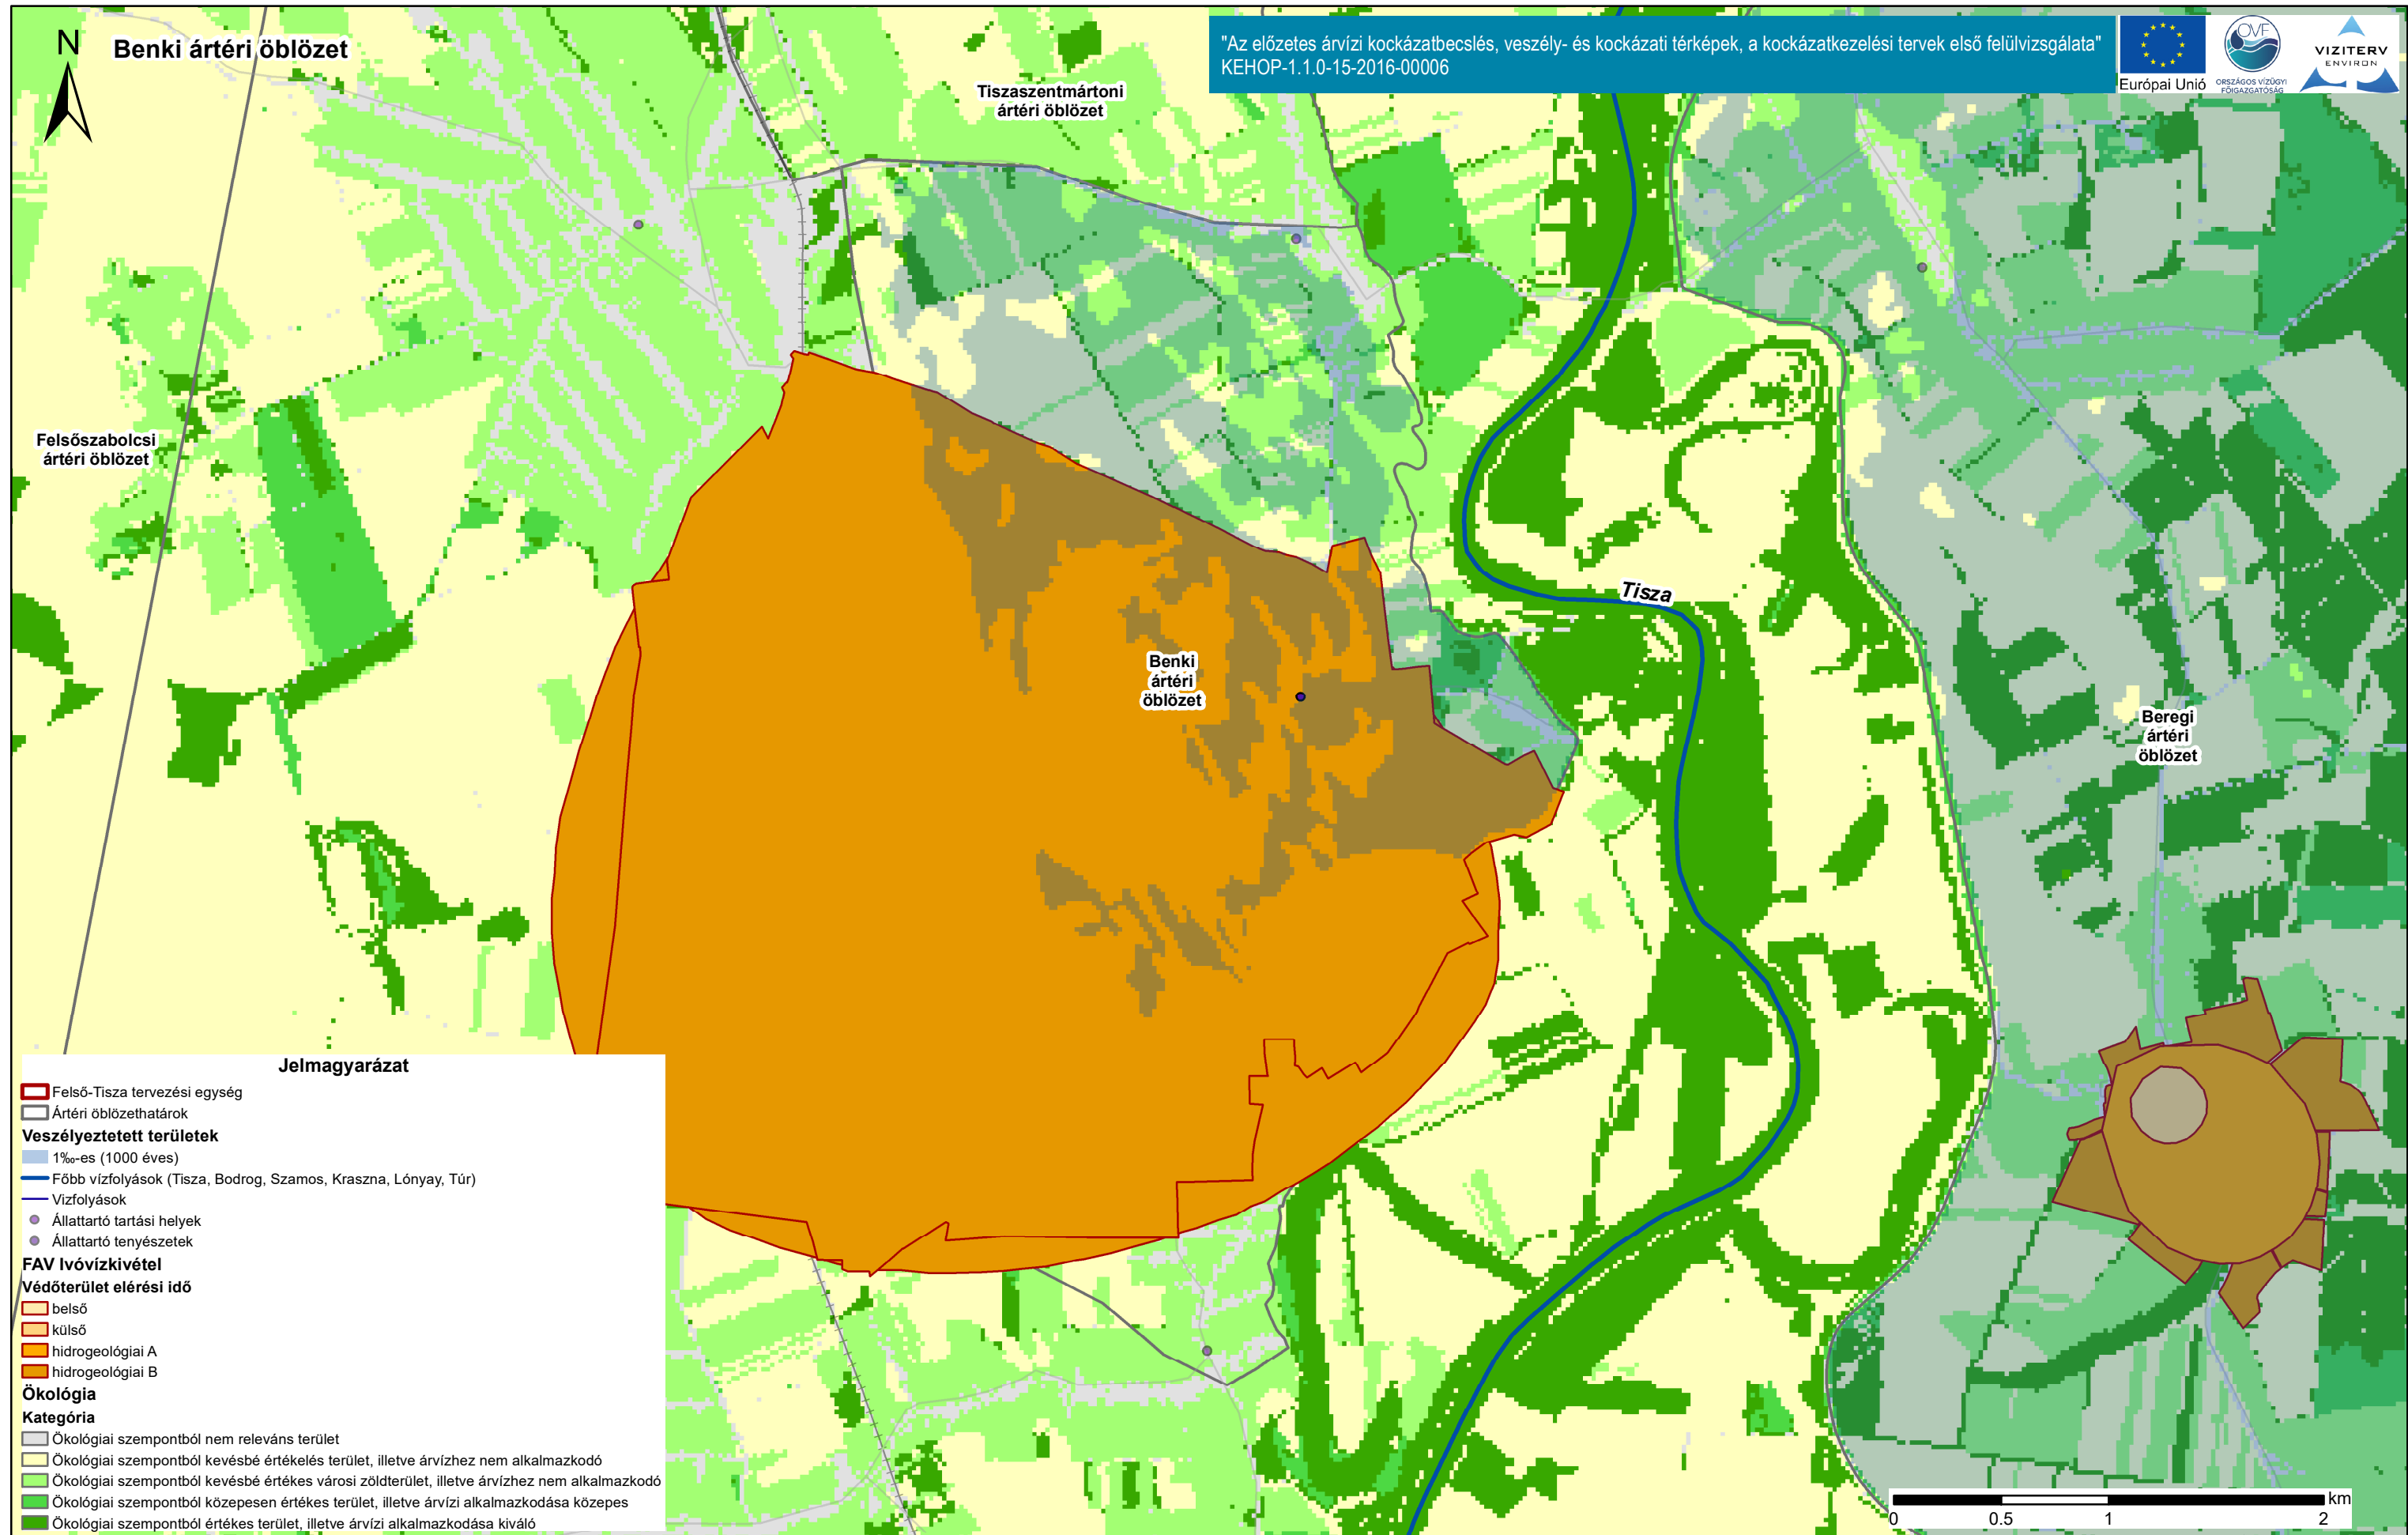 N
Benki ártéri öblözet
"Az előzetes árvízi kockázatbecslés, veszély- és kockázati térképek, a kockázatkezelési tervek első felülvizsgálata"
KEHOP-1.1.0-15-2016-00006
Európai Unió
OVF
ORSZÁGOS VÍZÜGYI
FŐIGAZGATÓSÁG
VIZITERV
ENVIRON
Tiszaszentmártoni
ártéri öblözet
Felsőszabolcsi
ártéri öblözet
Tisza
Benki
ártéri
öblözet
Beregi
ártéri
öblözet
Jelmagyarázat
Felső-Tisza tervezési egység
Ártéri öblözethatárok
Veszélyeztetett területek
1‰-es (1000 éves)
Főbb vízfolyások (Tisza, Bodrog, Szamos, Kraszna, Lónyay, Túr)
Vizfolyások
Állattartó tartási helyek
Állattartó tenyészetek
FAV Ivóvízkivétel
Védőterület elérési idő
belső
külső
hidrogeológiai A
hidrogeológiai B
Ökológia
Kategória
Ökológiai szempontból nem releváns terület
Ökológiai szempontból kevésbé értékelés terület, illetve árvízhez nem alkalmazkodó
Ökológiai szempontból kevésbé értékes városi zöldterület, illetve árvízhez nem alkalmazkodó
Ökológiai szempontból közepesen értékes terület, illetve árvízi alkalmazkodása közepes
Ökológiai szempontból értékes terület, illetve árvízi alkalmazkodása kiváló
km
0 0.5 1 2